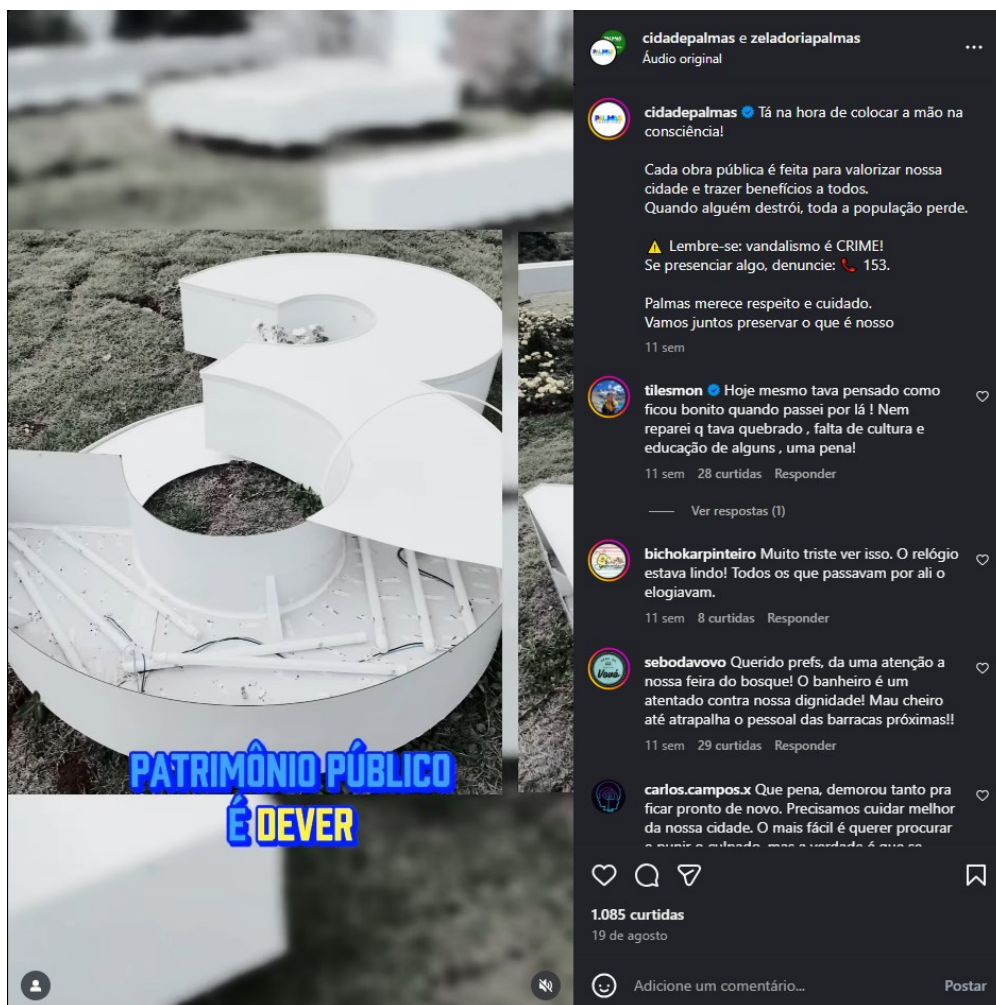 PATRIMÔNIO PÚBLICO
É DEVER
cidadepalmas e zeladoriapalmas
Áudio original
PALMAS
cidadepalmas Tá na hora de colocar a mão na
consciência!
Cada obra pública é feita para valorizar nossa
cidade e trazer benefícios a todos.
Quando alguém destrói, toda a população perde.
⚠️ Lembre-se: vandalismo é CRIME!
Se presenciar algo, denuncie: 📞 153.
Palmas merece respeito e cuidado.
Vamos juntos preservar o que é nosso
11 sem
tilesmon Hoje mesmo tava pensado como
ficou bonito quando passei por lá ! Nem
reparei q tava quebrado , falta de cultura e
educação de alguns , uma pena!
11 sem 28 curtidas Responder
Ver respostas (1)
bichokarpinteiro Muito triste ver isso. O relógio
estava lindo! Todos os que passavam por ali o
elogiavam.
11 sem 8 curtidas Responder
Vovó
sebodavovo Querido prefs, da uma atenção a
nossa feira do bosque! O banheiro é um
atentado contra nossa dignidade! Mau cheiro
até atrapalha o pessoal das barracas próximas!!
11 sem 29 curtidas Responder
carlos.campos.x Que pena, demorou tanto pra
ficar pronto de novo. Precisamos cuidar melhor
da nossa cidade. O mais fácil é querer procurar
e punir o culpado, mas a verdade é que se
1.085 curtidas
19 de agosto
Adicione um comentário... Postar